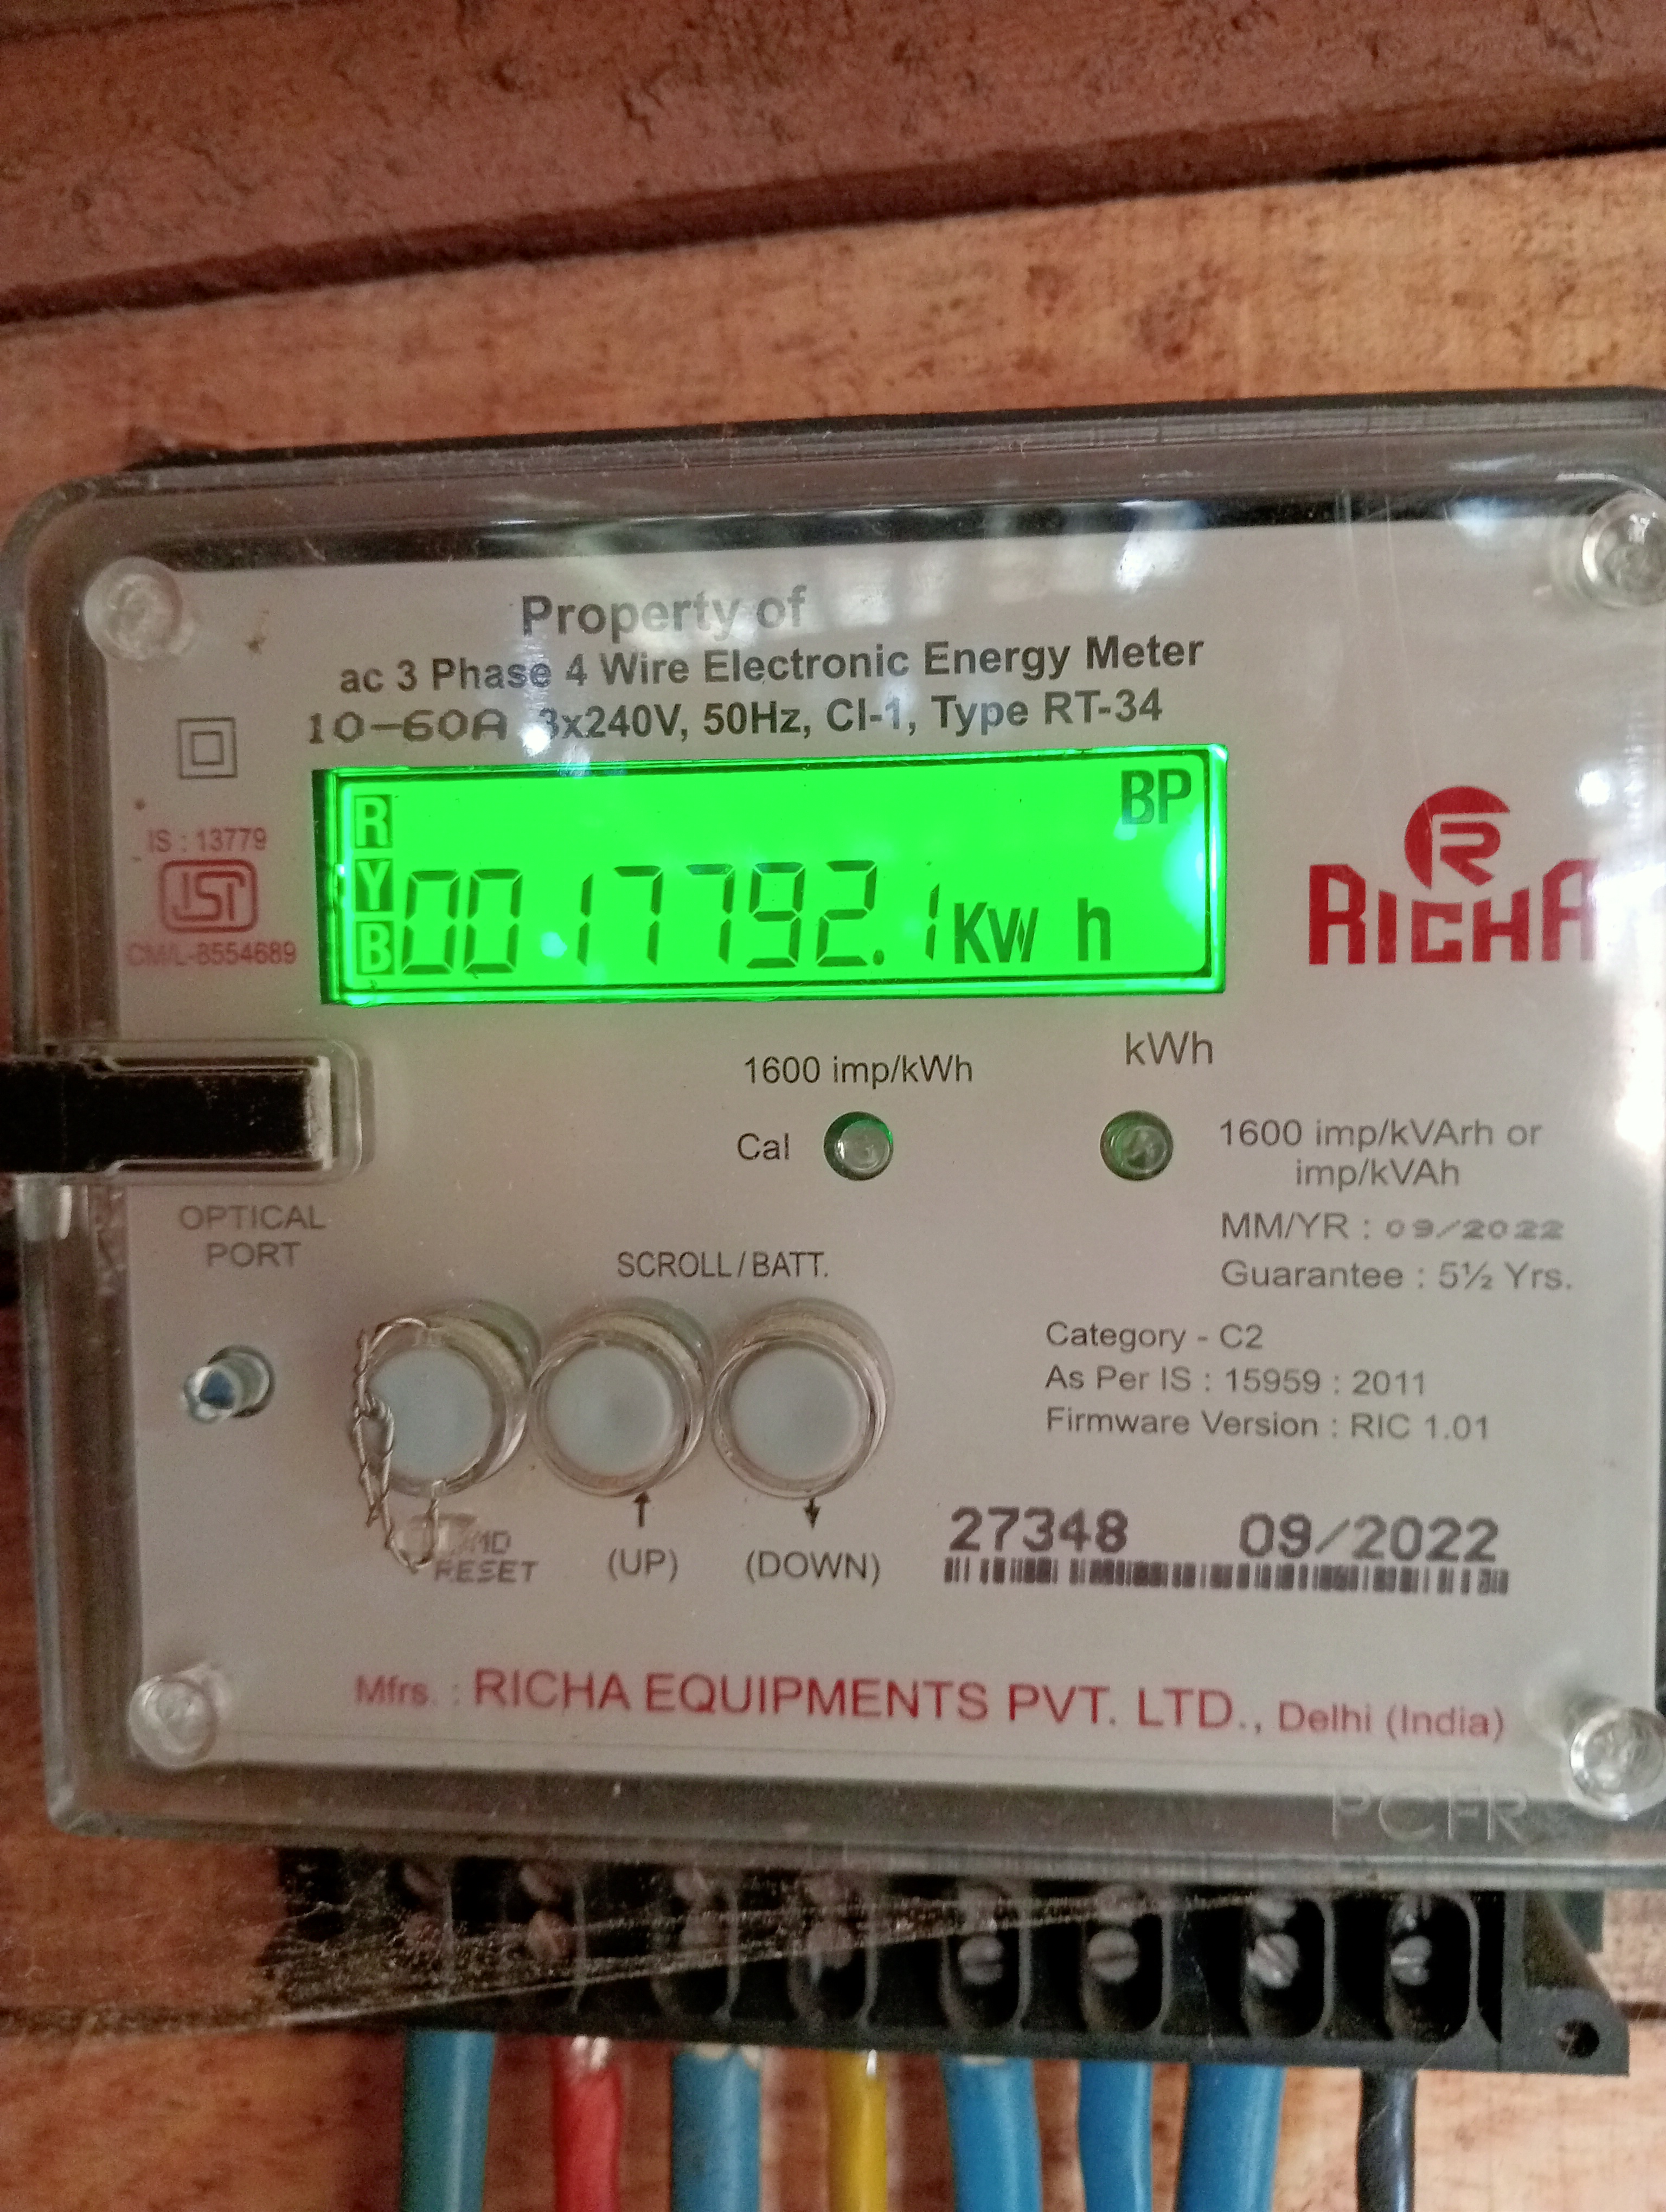 Property of
ac 3 Phase 4 Wire Electronic Energy Meter
10-60A 3x240V, 50Hz, Cl-1, Type RT-34
IS : 13779
ISI
CM/L-8554689
BP
R
Y
B
0017792.1 KW h
RICHA
1600 imp/kWh
kWh
Cal
1600 imp/kVArh or
imp/kVAh
OPTICAL
PORT
MM/YR : 09/2022
Guarantee : 5½ Yrs.
SCROLL / BATT.
Category - C2
As Per IS : 15959 : 2011
Firmware Version : RIC 1.01
MD
RESET
(UP)
(DOWN)
27348 09/2022
Mfrs. : RICHA EQUIPMENTS PVT. LTD., Delhi (India)